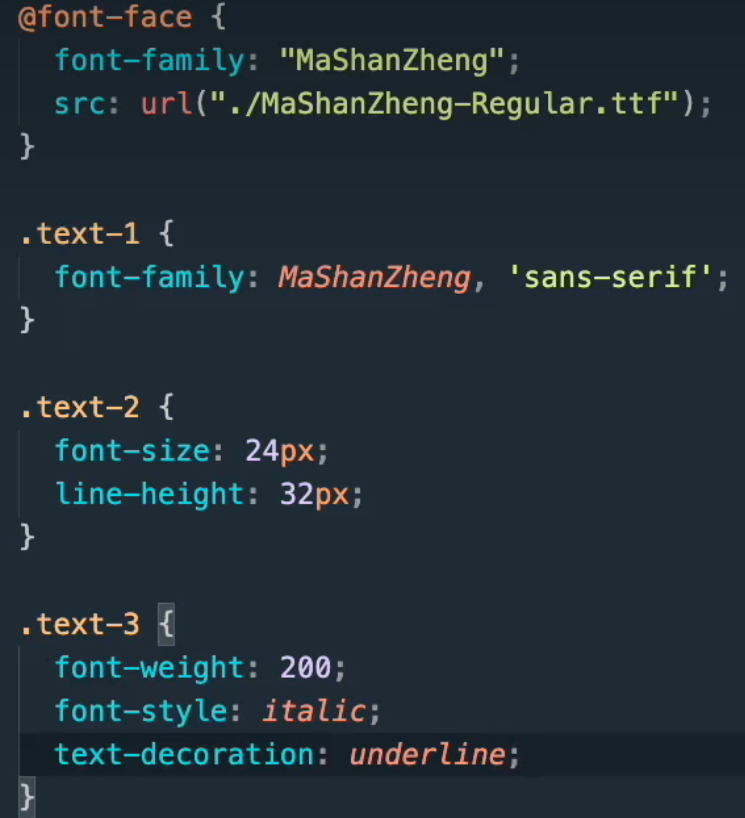 @font-face {
  font-family: "MaShanZheng";
  src: url("./MaShanZheng-Regular.ttf");
}
.text-1 {
  font-family: MaShanZheng, 'sans-serif';
}
.text-2 {
  font-size: 24px;
  line-height: 32px;
}
.text-3 {
  font-weight: 200;
  font-style: italic;
  text-decoration: underline;
}